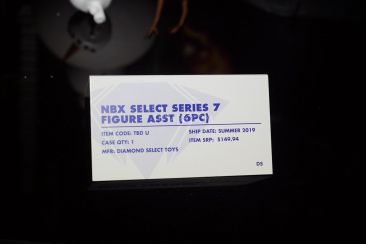 NBX SELECT SERIES 7
FIGURE ASST (6PC)
ITEM CODE: TBD U SHIP DATE: SUMMER 2019
CASE QTY: 1 ITEM SRP: $149.94
MFR: DIAMOND SELECT TOYS
DS